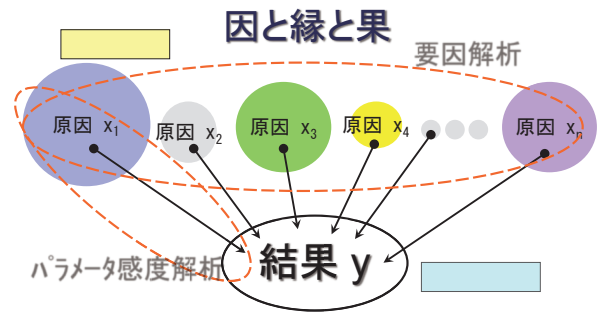 因と縁と果
要因解析
原因 x1
原因 x2
原因 x3
原因 x4
原因 xn
パラメータ感度解析
結果 y